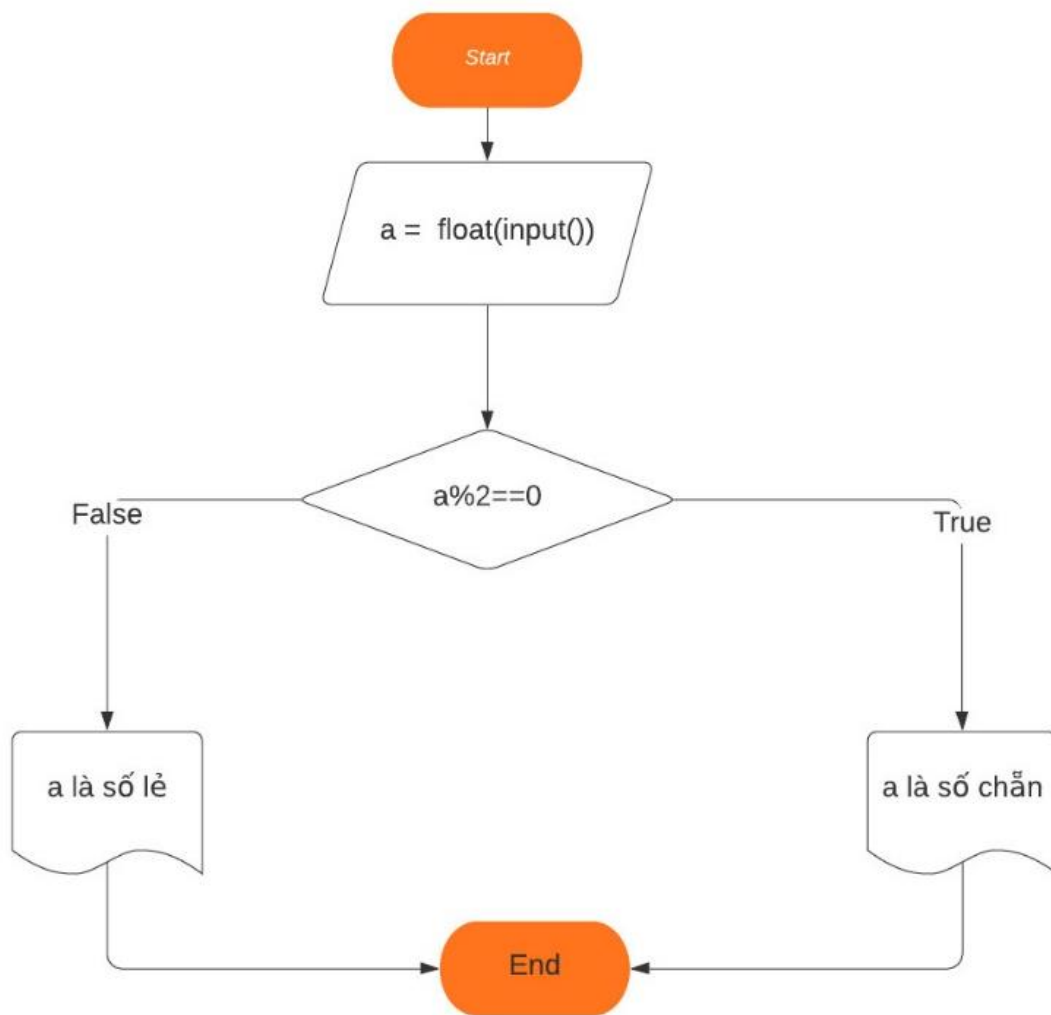 Start
a = float(input())
a%2==0
False
True
a là số lẻ
a là số chẵn
End